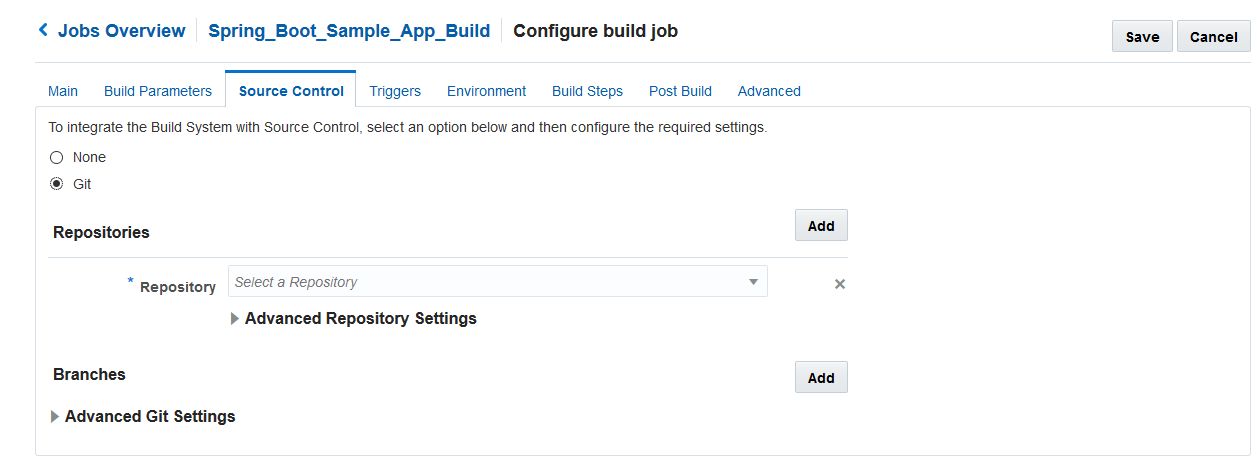 Jobs Overview Spring_Boot_Sample_App_Build Configure build job
Save Cancel
Main Build Parameters Source Control Triggers Environment Build Steps Post Build Advanced
To integrate the Build System with Source Control, select an option below and then configure the required settings.
None
Git
Repositories Add
* Repository Select a Repository
Advanced Repository Settings
Branches Add
Advanced Git Settings